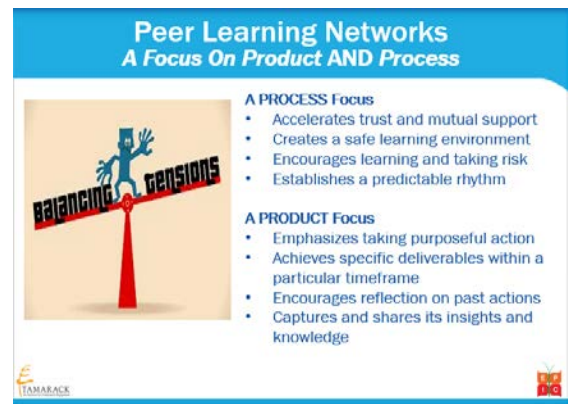 Peer Learning Networks
A Focus On Product AND Process
BALANCING TENSIONS
A PROCESS Focus
• Accelerates trust and mutual support
• Creates a safe learning environment
• Encourages learning and taking risk
• Establishes a predictable rhythm
A PRODUCT Focus
• Emphasizes taking purposeful action
• Achieves specific deliverables within a
particular timeframe
• Encourages reflection on past actions
• Captures and shares its insights and
knowledge
TAMARACK
E P
I C